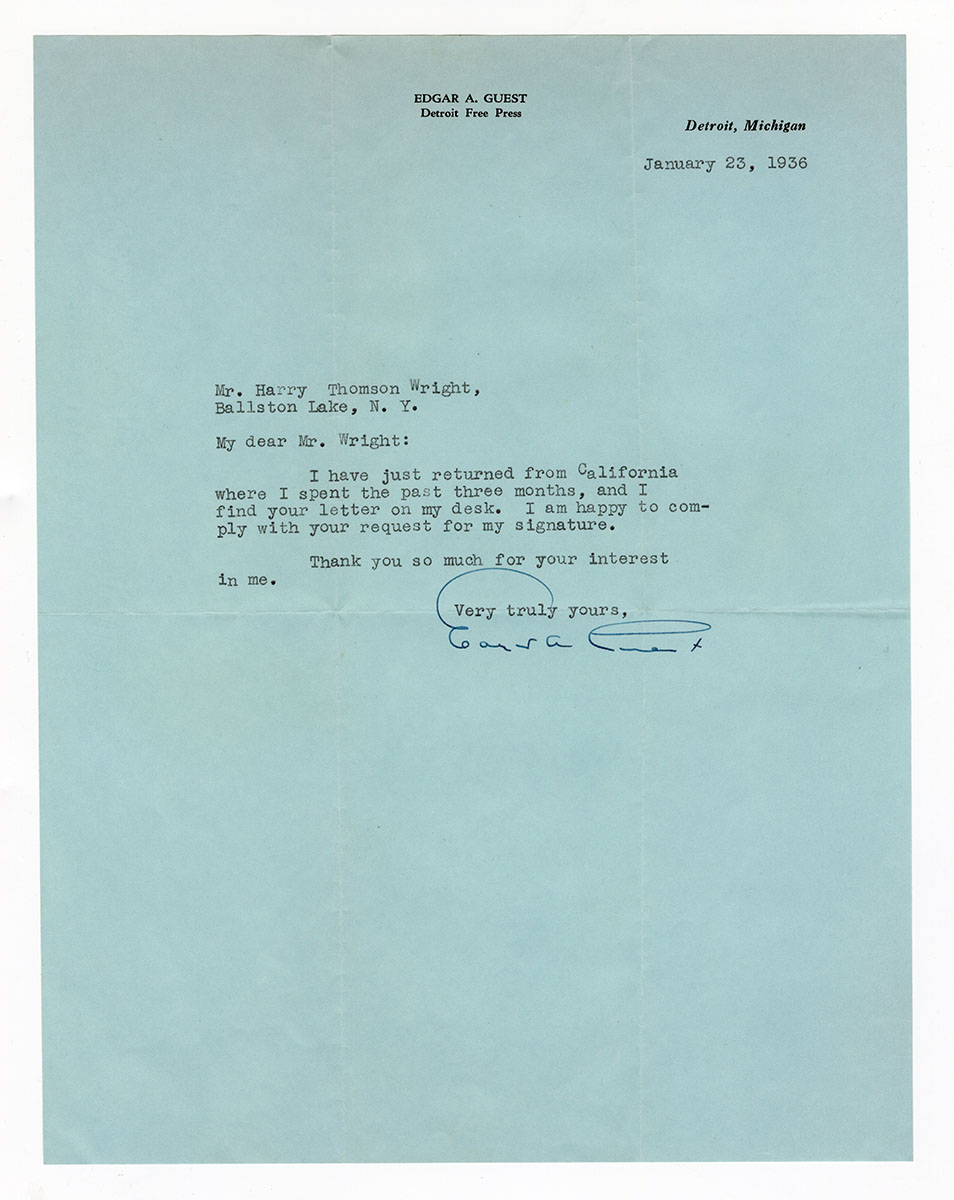 EDGAR A. GUEST
Detroit Free Press
Detroit, Michigan
January 23, 1936
Mr. Harry Thomson Wright,
Ballston Lake, N. Y.
My dear Mr. Wright:
I have just returned from California
where I spent the past three months, and I
find your letter on my desk. I am happy to com-
ply with your request for my signature.
Thank you so much for your interest
in me.
Very truly yours,
Edgar A Guest